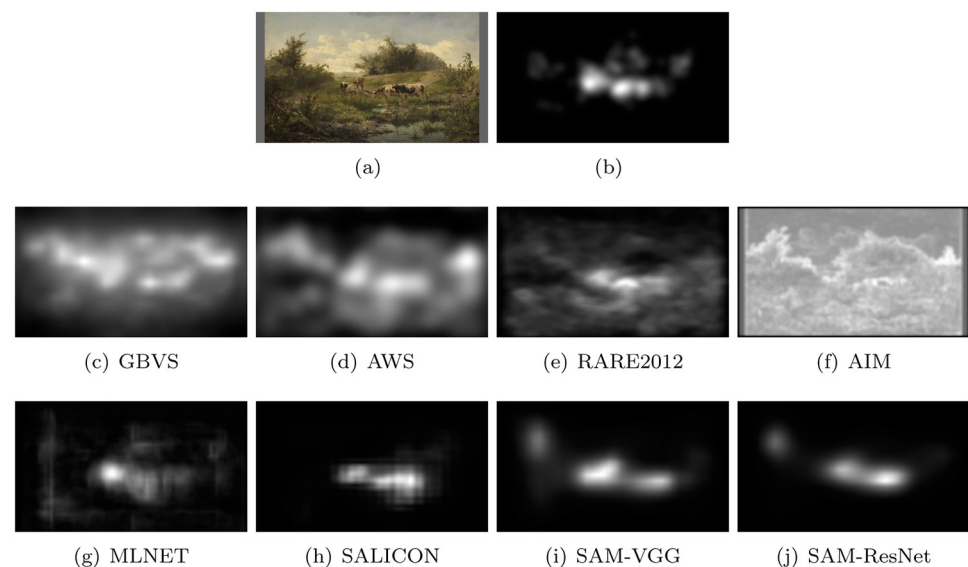 (a)
(b)
(c) GBVS
(d) AWS
(e) RARE2012
(f) AIM
(g) MLNET
(h) SALICON
(i) SAM-VGG
(j) SAM-ResNet